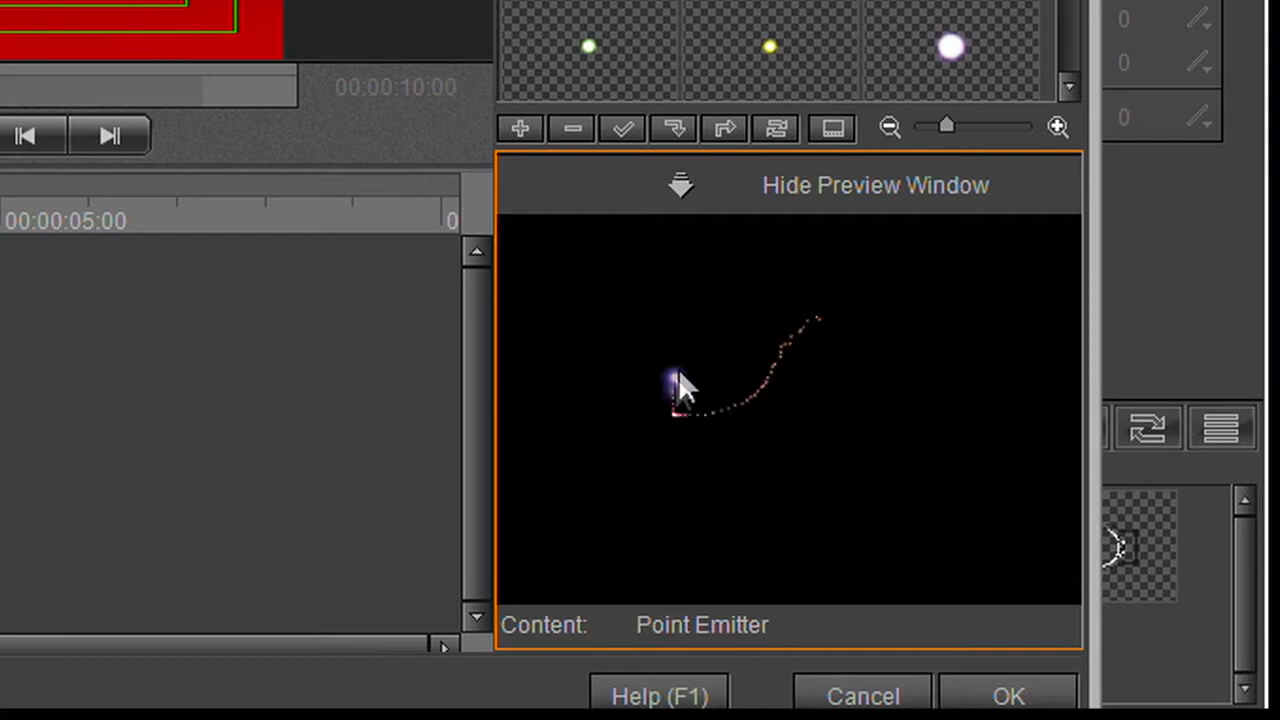 0
0
00:00:10:00
0
Hide Preview Window
00:00:05:00
0
Content: Point Emitter
Help (F1)
Cancel
OK